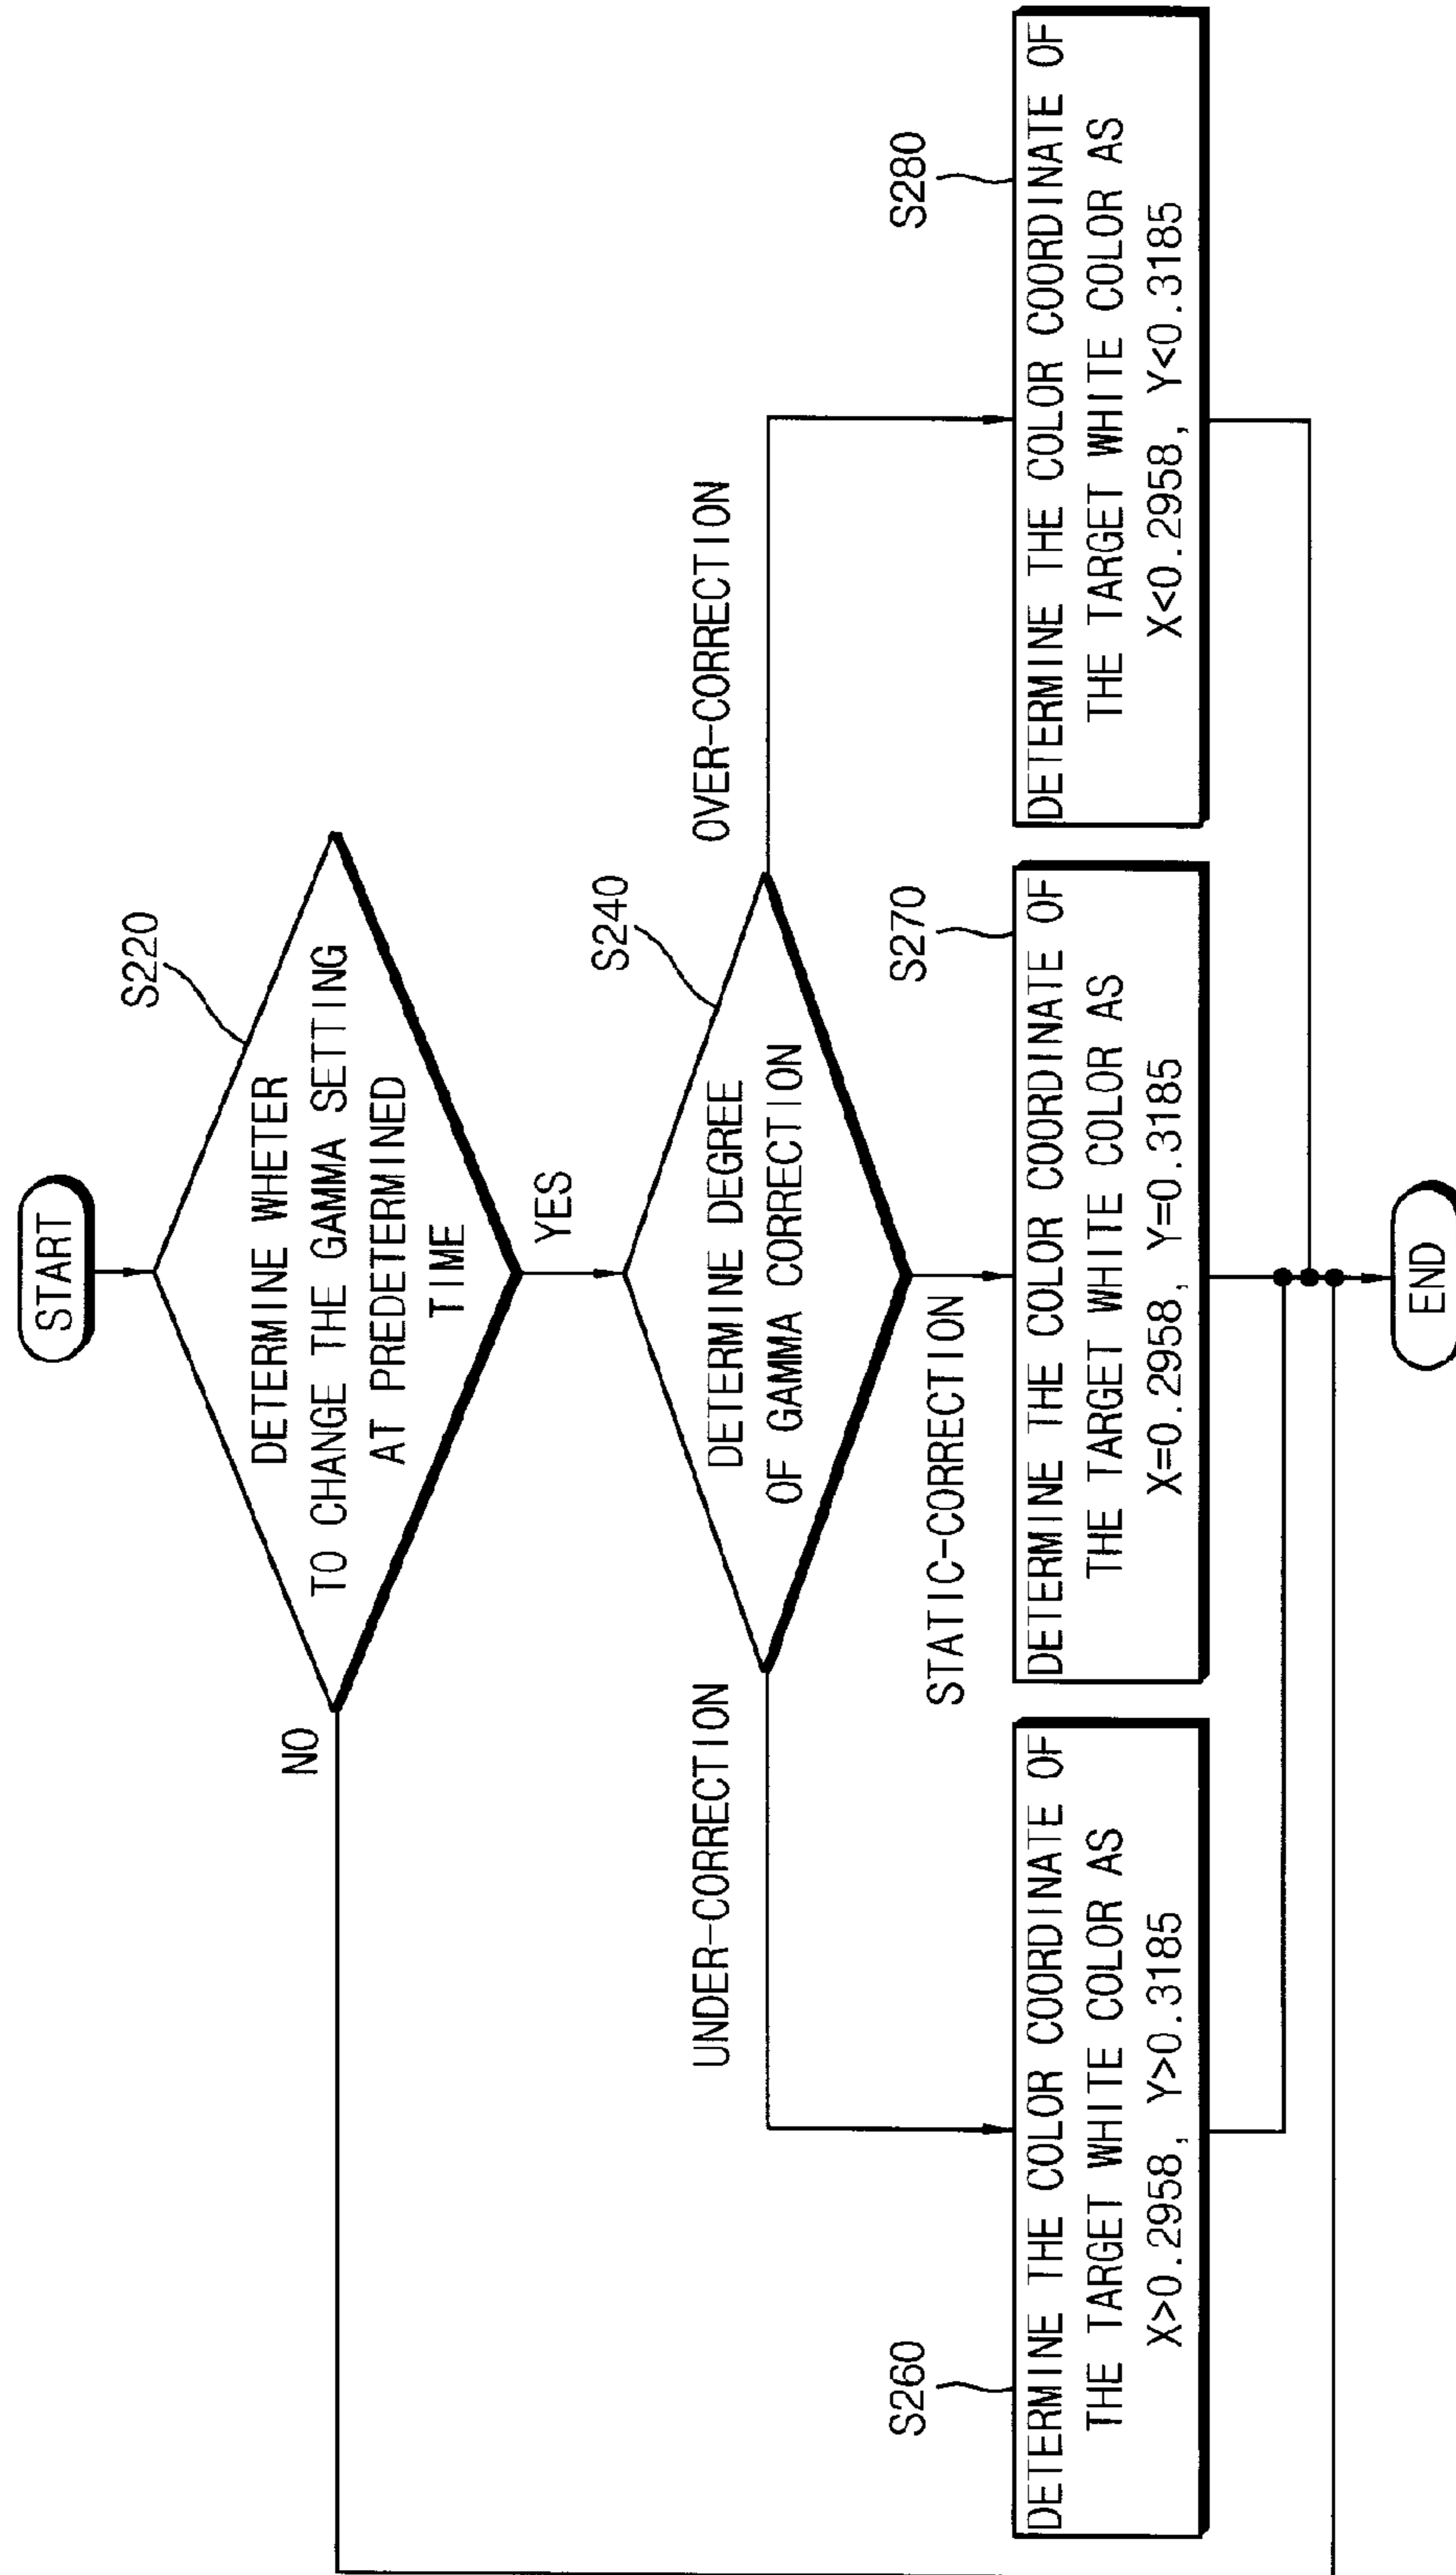 START
S220
DETERMINE WHETER
TO CHANGE THE GAMMA SETTING
AT PREDETERMINED
TIME
NO
YES
S240
DETERMINE DEGREE
OF GAMMA CORRECTION
UNDER-CORRECTION
OVER-CORRECTION
STATIC-CORRECTION
S260
DETERMINE THE COLOR COORDINATE OF
THE TARGET WHITE COLOR AS
X>0.2958, Y>0.3185
S270
DETERMINE THE COLOR COORDINATE OF
THE TARGET WHITE COLOR AS
X=0.2958, Y=0.3185
S280
DETERMINE THE COLOR COORDINATE OF
THE TARGET WHITE COLOR AS
X<0.2958, Y<0.3185
END